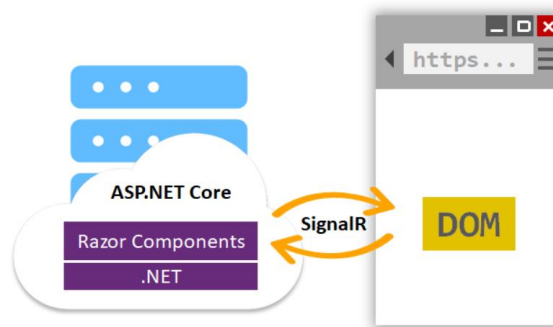 https...
ASP.NET Core
Razor Components
.NET
SignalR
DOM